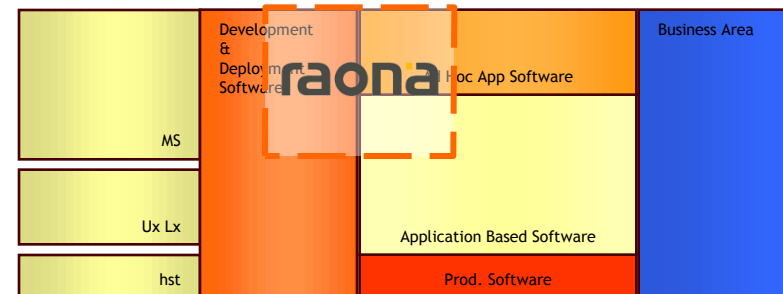 Development
&
Deployment
Software
raona
Ad Hoc App Software
Business Area
MS
Ux Lx
Application Based Software
hst
Prod. Software